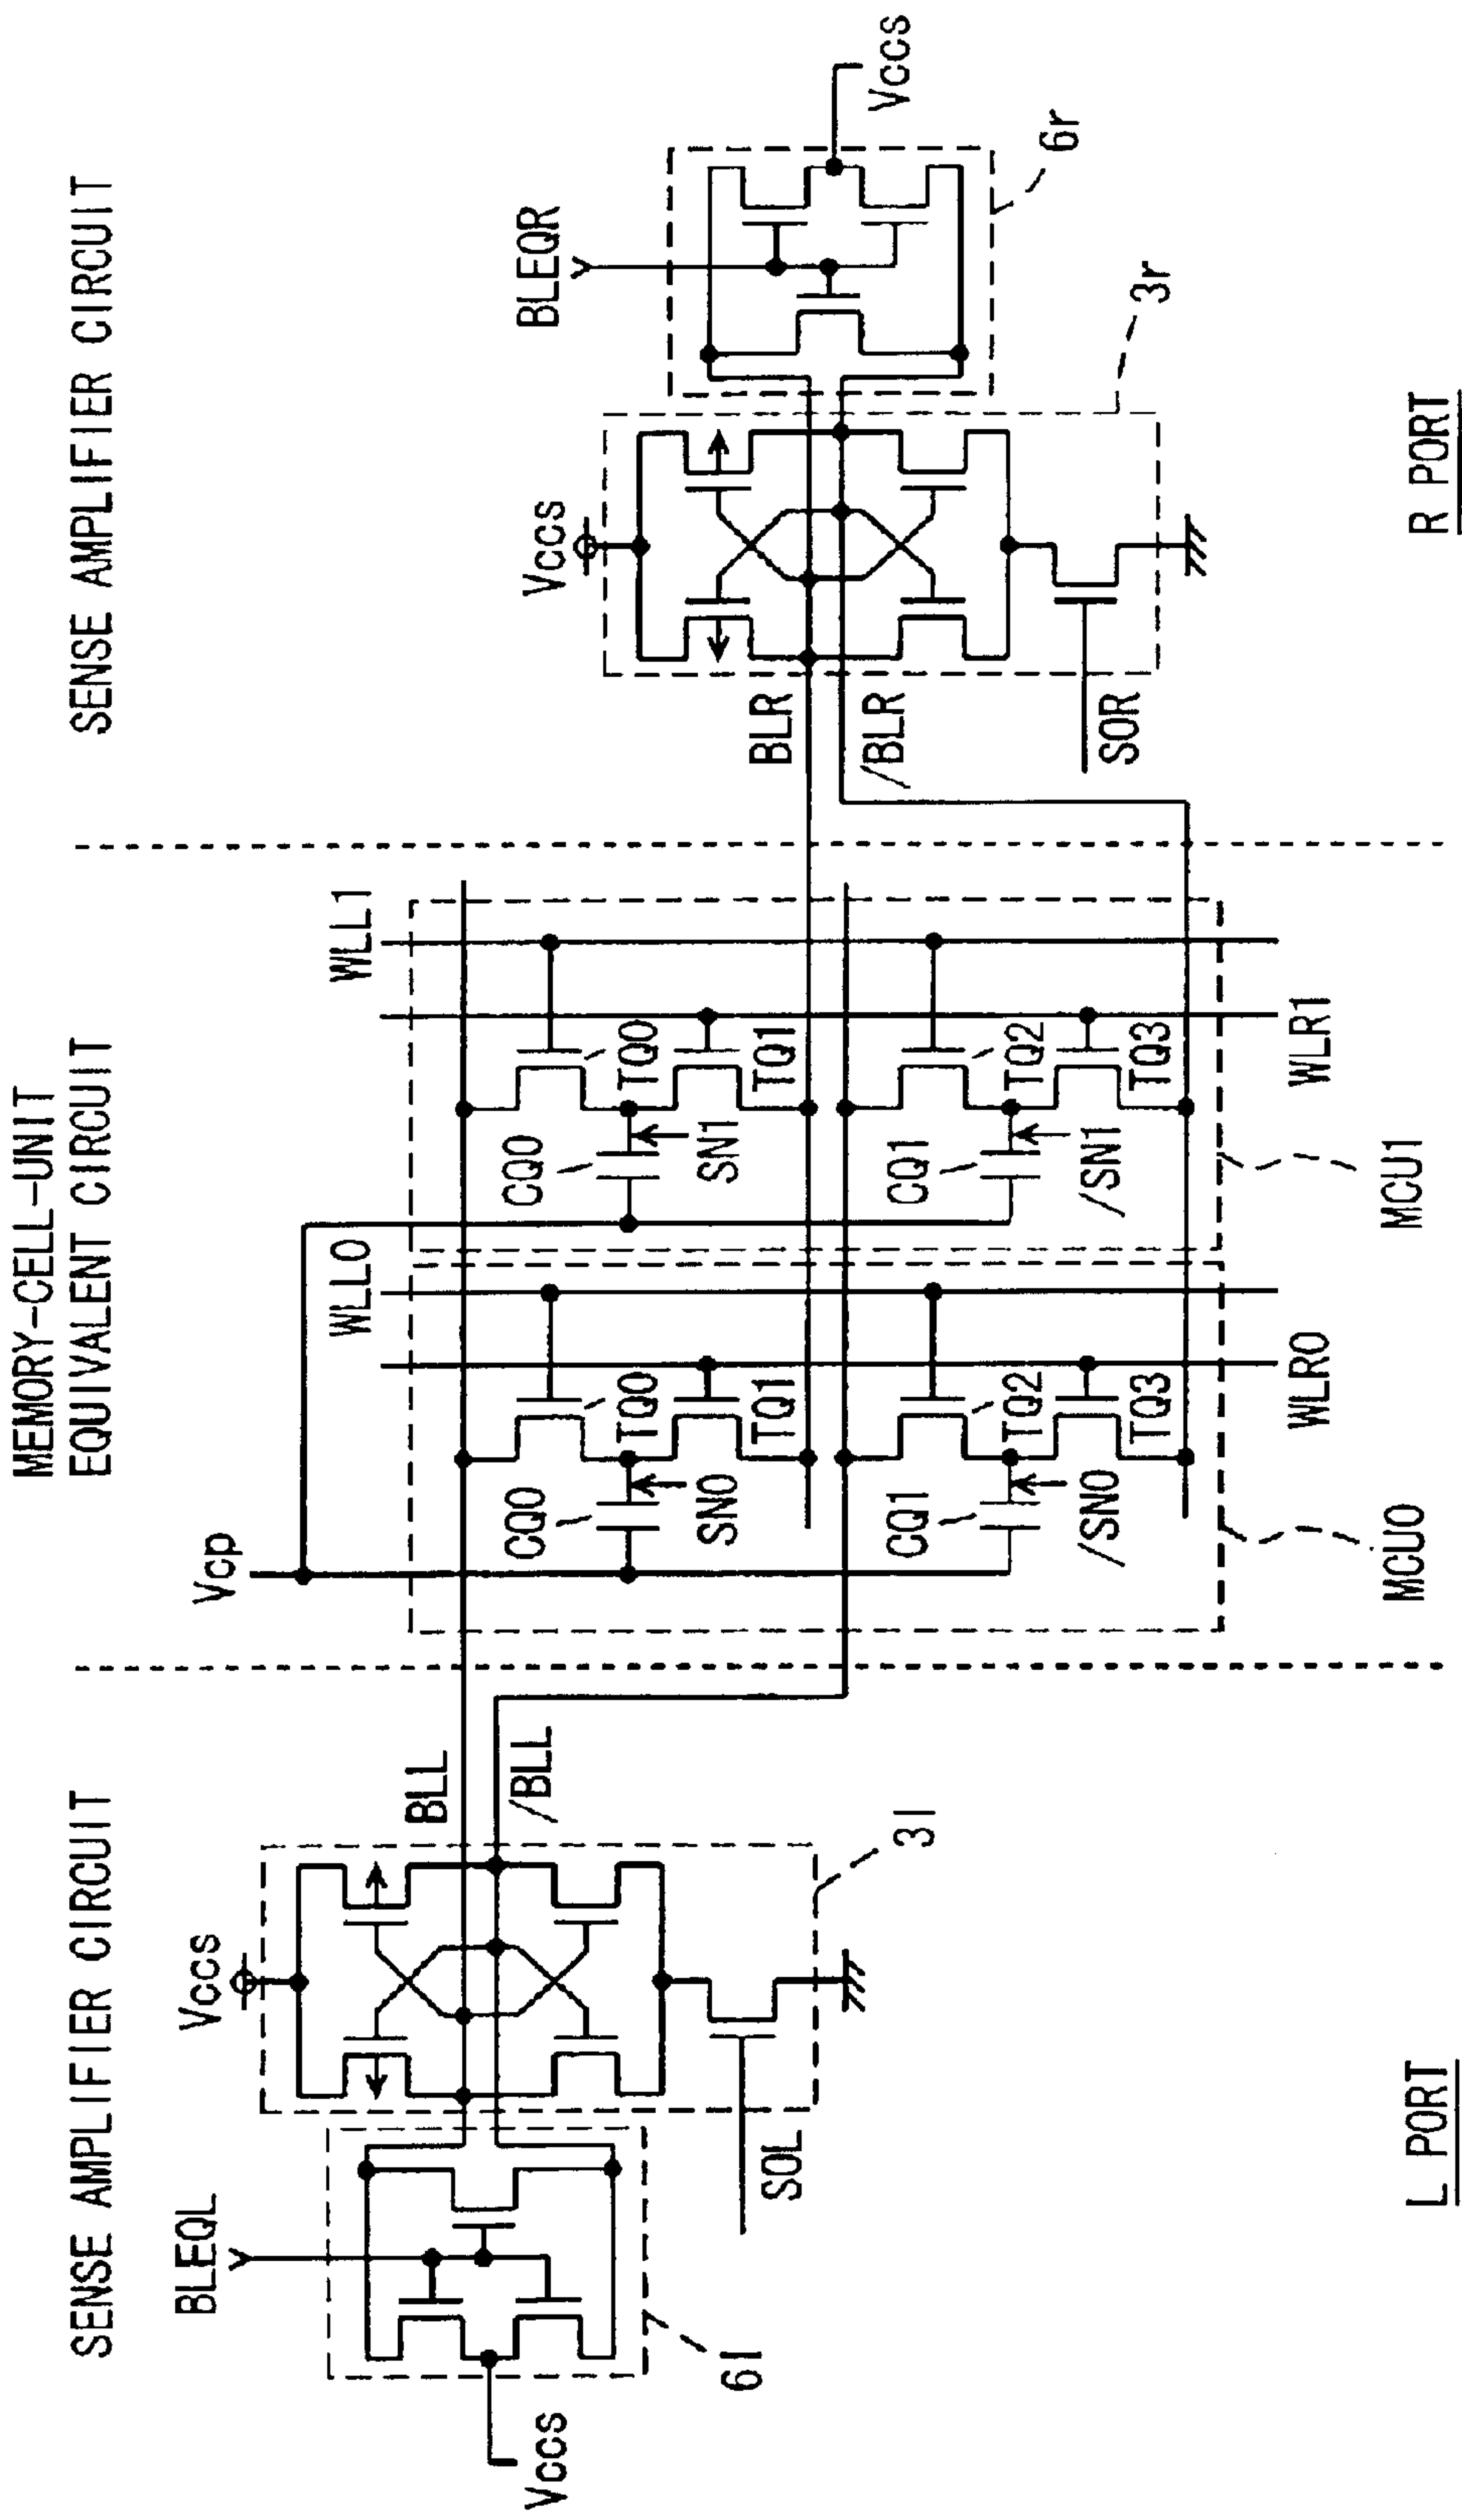 SENSE AMPLIFIER CIRCUIT
MEMORY-CELL-UNIT
EQUIVALENT CIRCUIT
SENSE AMPLIFIER CIRCUIT
BLEQL
Vccs
Vccs
6l
SOL
3l
BLL
/BLL
Vcp
WLL0
WLL1
CQ0
TQ0
SN0
TQ1
CQ1
TQ2
/SN0
TQ3
CQ0
TQ0
SN1
TQ1
CQ1
TQ2
/SN1
TQ3
WLR0
WLR1
MCU0
MCU1
BLR
/BLR
Vccs
SOR
3r
BLEQR
Vccs
6r
L PORT
R PORT